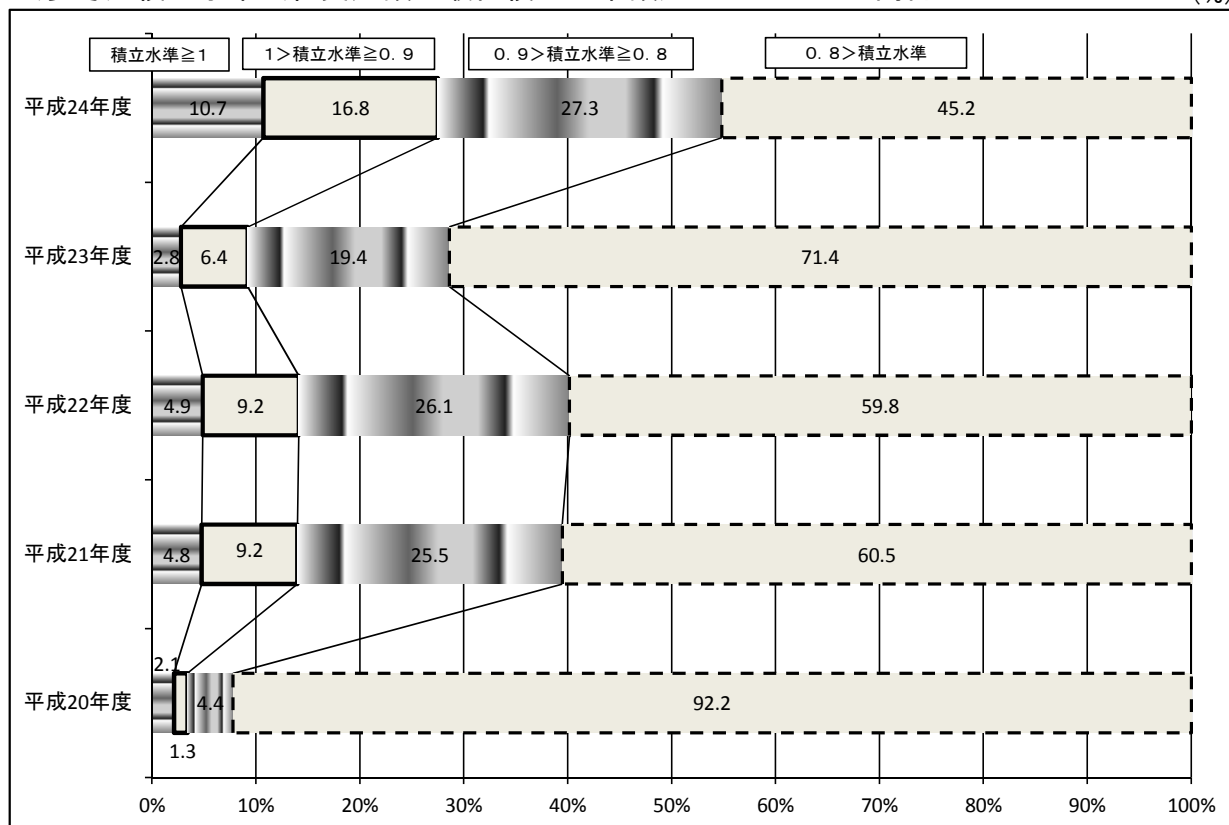 (%)
積立水準≧1 1>積立水準≧0.9 0.9>積立水準≧0.8 0.8>積立水準
平成24年度 10.7 16.8 27.3 45.2
平成23年度 2.8 6.4 19.4 71.4
平成22年度 4.9 9.2 26.1 59.8
平成21年度 4.8 9.2 25.5 60.5
2.1
平成20年度 4.4 92.2
1.3
0% 10% 20% 30% 40% 50% 60% 70% 80% 90% 100%